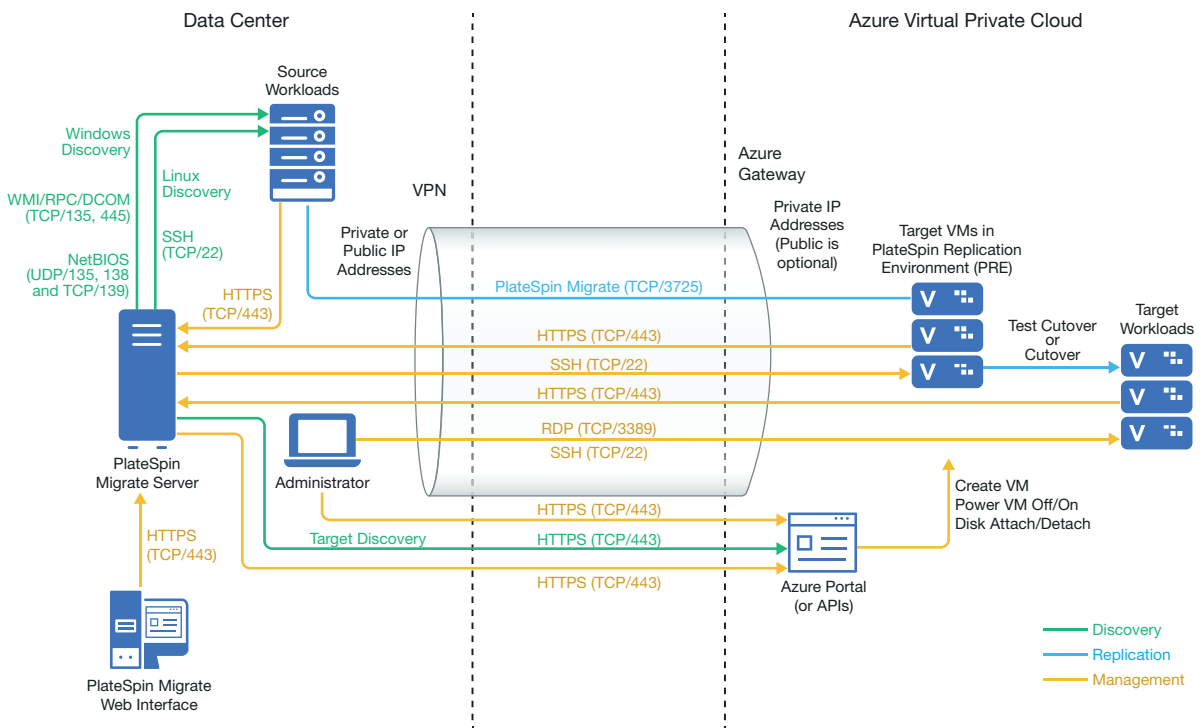 Data Center
Azure Virtual Private Cloud
Source
Workloads
Windows
Discovery
Linux
Discovery
WMI/RPC/DCOM
(TCP/135, 445)
SSH
(TCP/22)
NetBIOS
(UDP/135, 138
and TCP/139)
HTTPS
(TCP/443)
VPN
Azure
Gateway
Private or
Public IP
Addresses
Private IP
Addresses
(Public is
optional)
Target VMs in
PlateSpin Replication
Environment (PRE)
PlateSpin Migrate (TCP/3725)
V
HTTPS (TCP/443)
V
SSH (TCP/22)
V
Test Cutover
or
Cutover
Target
Workloads
V
HTTPS (TCP/443)
V
RDP (TCP/3389)
V
SSH (TCP/22)
PlateSpin
Migrate Server
Administrator
HTTPS (TCP/443)
Create VM
Power VM Off/On
Disk Attach/Detach
HTTPS
(TCP/443)
Target Discovery
HTTPS (TCP/443)
HTTPS (TCP/443)
Azure Portal
(or APIs)
PlateSpin Migrate
Web Interface
Discovery
Replication
Management